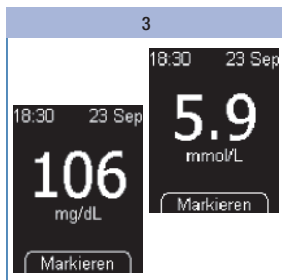 3
18:30 23 Sep
106
mg/dL
Markieren
18:30 23 Sep
5.9
mmol/L
Markieren